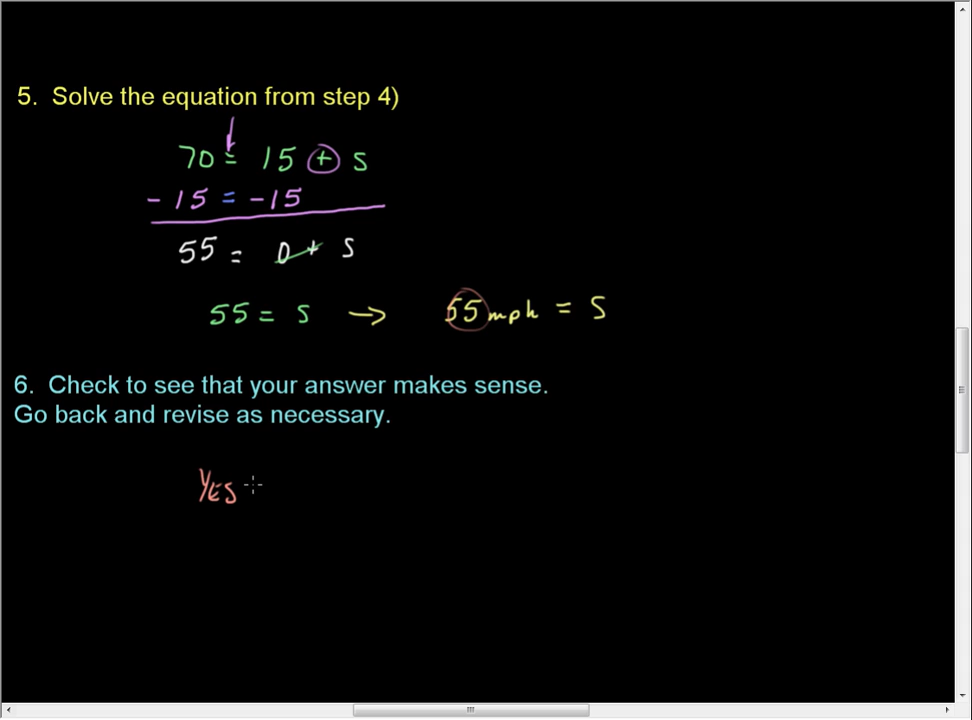 5. Solve the equation from step 4)
70 = 15 + S
- 15 = - 15
55 = 0 + S
55 = S → 55 mph = S
6. Check to see that your answer makes sense.
Go back and revise as necessary.
YES